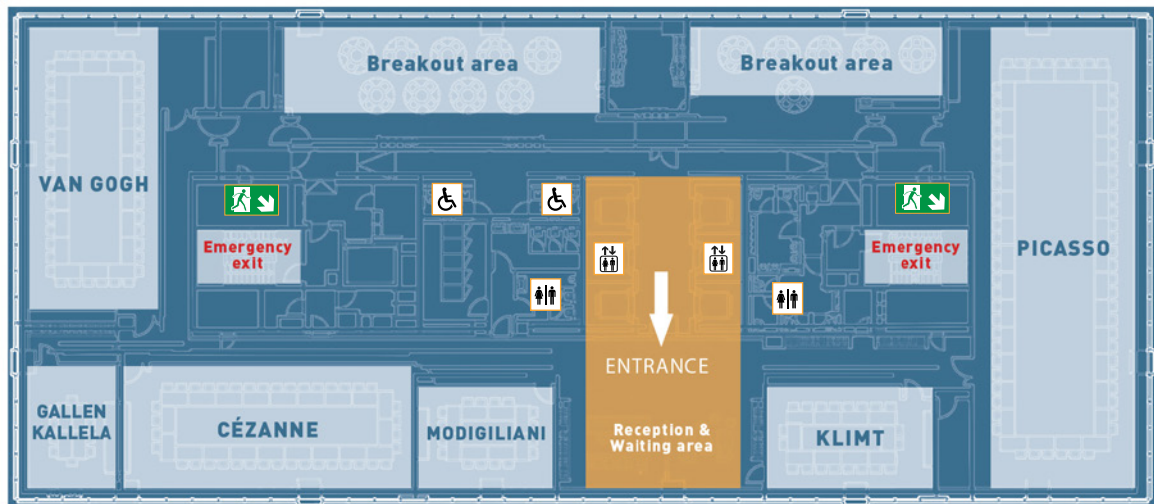 Breakout area
Breakout area
VAN GOGH
Emergency
exit
Emergency
exit
PICASSO
ENTRANCE
GALLEN
KALLELA
CÉZANNE
MODIGILIANI
Reception &
Waiting area
KLIMT